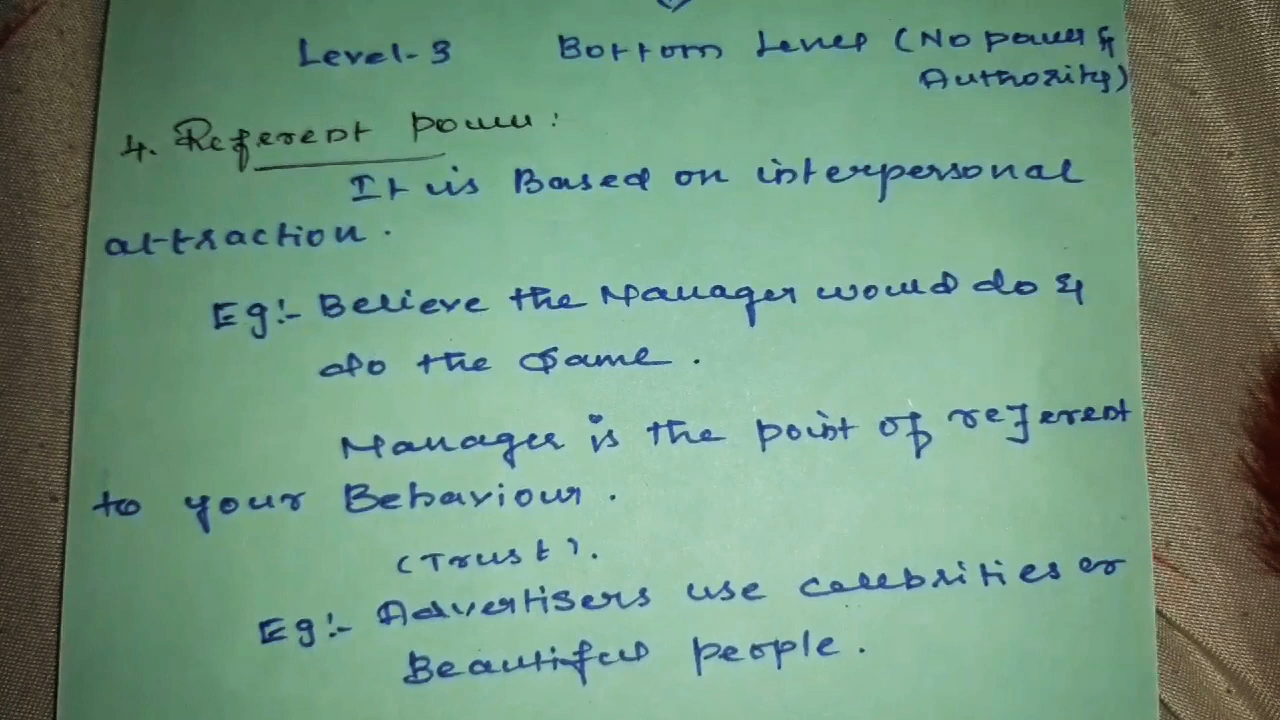 Level-3 Bottom Level (No power &
Authority)
4. Referent power:
It is Based on interpersonal
attraction.
Eg:- Believe the Manager would do &
do the same.
Manager is the point of referent
to your Behaviour.
(Trust).
Eg:- Advertisers use celebrities or
Beautiful people.